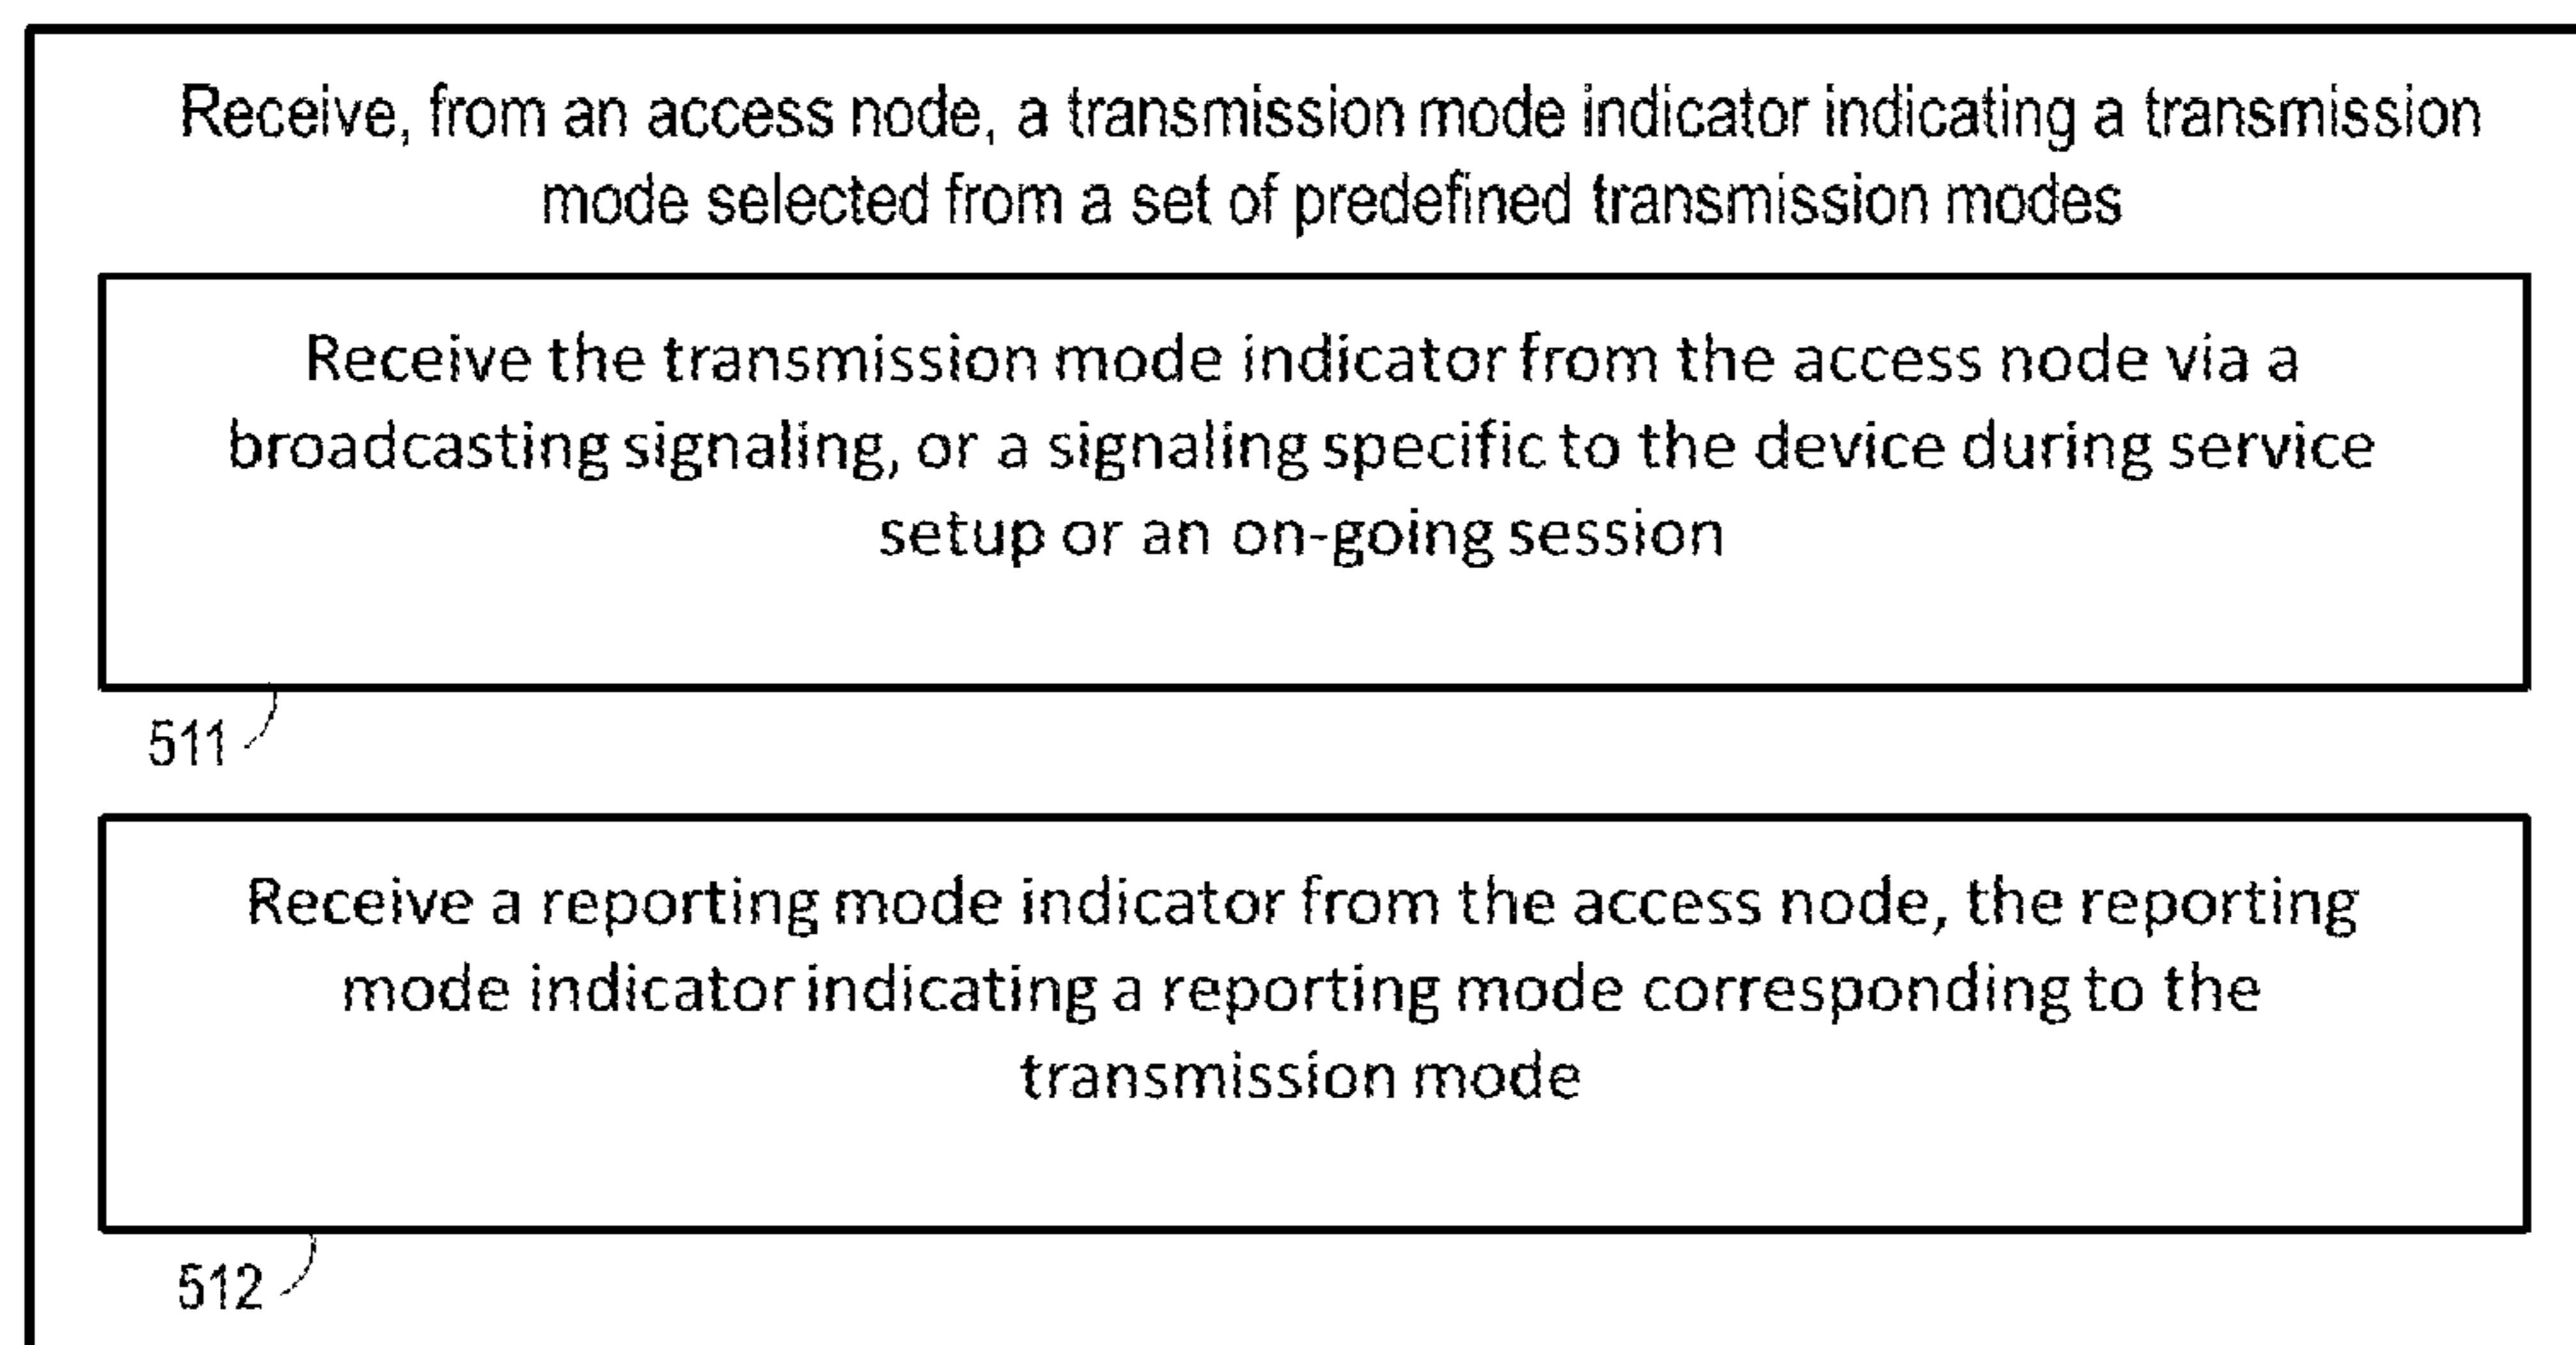 Receive, from an access node, a transmission mode indicator indicating a transmission
mode selected from a set of predefined transmission modes
Receive the transmission mode indicator from the access node via a
broadcasting signaling, or a signaling specific to the device during service
setup or an on-going session
511
Receive a reporting mode indicator from the access node, the reporting
mode indicator indicating a reporting mode corresponding to the
transmission mode
512